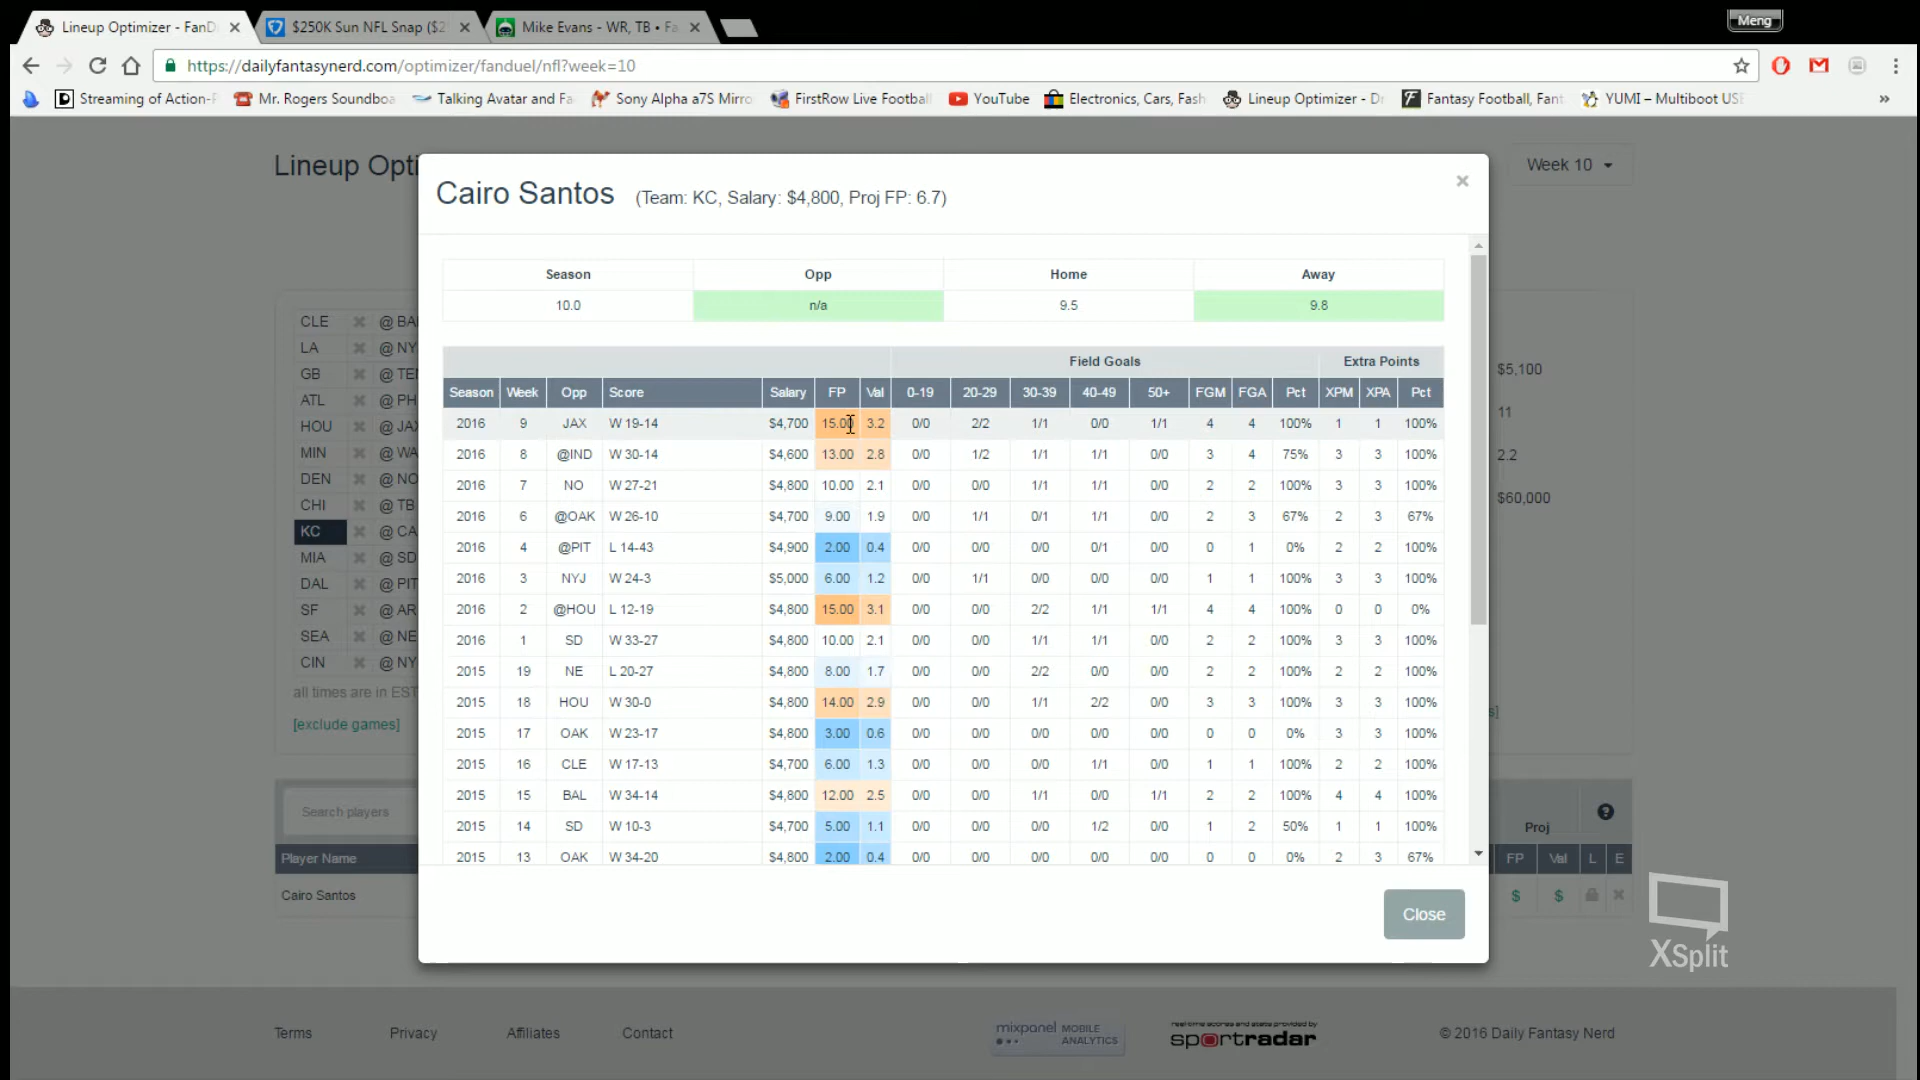 Meng
Lineup Optimizer - FanD
$250K Sun NFL Snap ($2
Mike Evans - WR, TB • Fa
https://dailyfantasynerd.com/optimizer/fanduel/nfl?week=10
Streaming of Action-P
Mr. Rogers Soundboa
Talking Avatar and Fa
Sony Alpha a7S Mirro
FirstRow Live Football
YouTube
Electronics, Cars, Fash
Lineup Optimizer - Dr
Fantasy Football, Fant
YUMI – Multiboot USB
Lineup Opti
Week 10
Cairo Santos (Team: KC, Salary: $4,800, Proj FP: 6.7)
Season Opp Home Away
10.0 n/a 9.5 9.8
CLE @ BAL
LA @ NY
GB @ TEN
ATL @ PH
HOU @ JAX
MIN @ WA
DEN @ NO
CHI @ TB
KC @ CA
MIA @ SD
DAL @ PIT
SF @ AR
SEA @ NE
CIN @ NY
all times are in EST
[exclude games]
$5,100
11
2.2
$60,000
s]
Field Goals Extra Points
Season Week Opp Score Salary FP Val 0-19 20-29 30-39 40-49 50+ FGM FGA Pct XPM XPA Pct
2016 9 JAX W 19-14 $4,700 15.00 3.2 0/0 2/2 1/1 0/0 1/1 4 4 100% 1 1 100%
2016 8 @IND W 30-14 $4,600 13.00 2.8 0/0 1/2 1/1 1/1 0/0 3 4 75% 3 3 100%
2016 7 NO W 27-21 $4,800 10.00 2.1 0/0 0/0 1/1 1/1 0/0 2 2 100% 3 3 100%
2016 6 @OAK W 26-10 $4,700 9.00 1.9 0/0 1/1 0/1 1/1 0/0 2 3 67% 2 3 67%
2016 4 @PIT L 14-43 $4,900 2.00 0.4 0/0 0/0 0/0 0/1 0/0 0 1 0% 2 2 100%
2016 3 NYJ W 24-3 $5,000 6.00 1.2 0/0 1/1 0/0 0/0 0/0 1 1 100% 3 3 100%
2016 2 @HOU L 12-19 $4,800 15.00 3.1 0/0 0/0 2/2 1/1 1/1 4 4 100% 0 0 0%
2016 1 SD W 33-27 $4,800 10.00 2.1 0/0 0/0 1/1 1/1 0/0 2 2 100% 3 3 100%
2015 19 NE L 20-27 $4,800 8.00 1.7 0/0 0/0 2/2 0/0 0/0 2 2 100% 2 2 100%
2015 18 HOU W 30-0 $4,800 14.00 2.9 0/0 0/0 1/1 2/2 0/0 3 3 100% 3 3 100%
2015 17 OAK W 23-17 $4,800 3.00 0.6 0/0 0/0 0/0 0/0 0/0 0 0 0% 3 3 100%
2015 16 CLE W 17-13 $4,700 6.00 1.3 0/0 0/0 0/0 1/1 0/0 1 1 100% 2 2 100%
2015 15 BAL W 34-14 $4,800 12.00 2.5 0/0 0/0 1/1 0/0 1/1 2 2 100% 4 4 100%
2015 14 SD W 10-3 $4,700 5.00 1.1 0/0 0/0 0/0 1/2 0/0 1 2 50% 1 1 100%
2015 13 OAK W 34-20 $4,800 2.00 0.4 0/0 0/0 0/0 0/0 0/0 0 0 0% 2 3 67%
Search players
Proj
Player Name
FP Val L E
Cairo Santos
$ $
Close
XSplit
Terms Privacy Affiliates Contact
mixpanel MOBILE ANALYTICS
real-time scores and stats provided by
sportradar
© 2016 Daily Fantasy Nerd